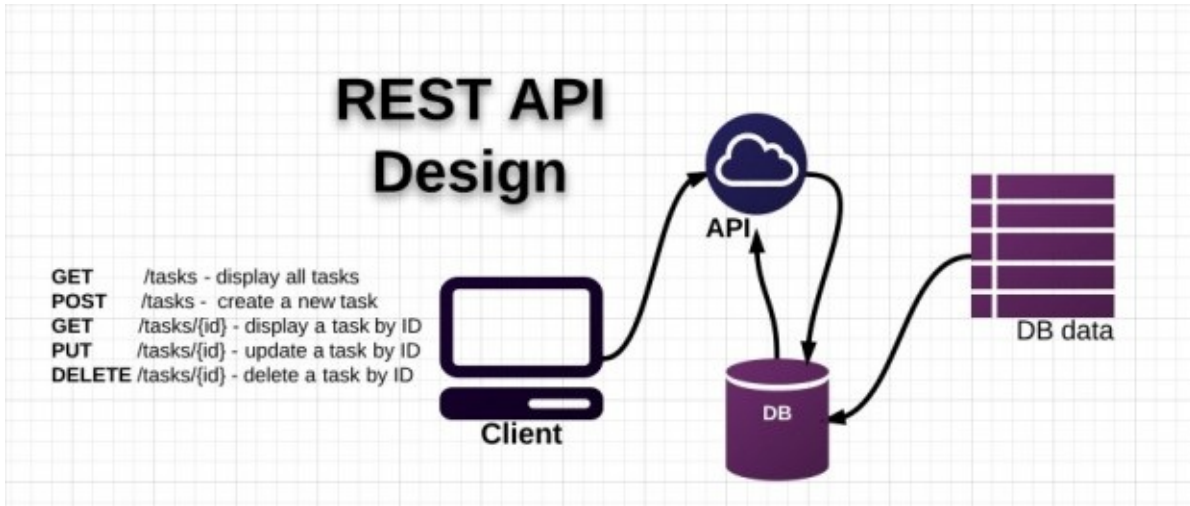 REST API
Design
GET /tasks - display all tasks
POST /tasks - create a new task
GET /tasks/{id} - display a task by ID
PUT /tasks/{id} - update a task by ID
DELETE /tasks/{id} - delete a task by ID
Client
API
DB
DB data